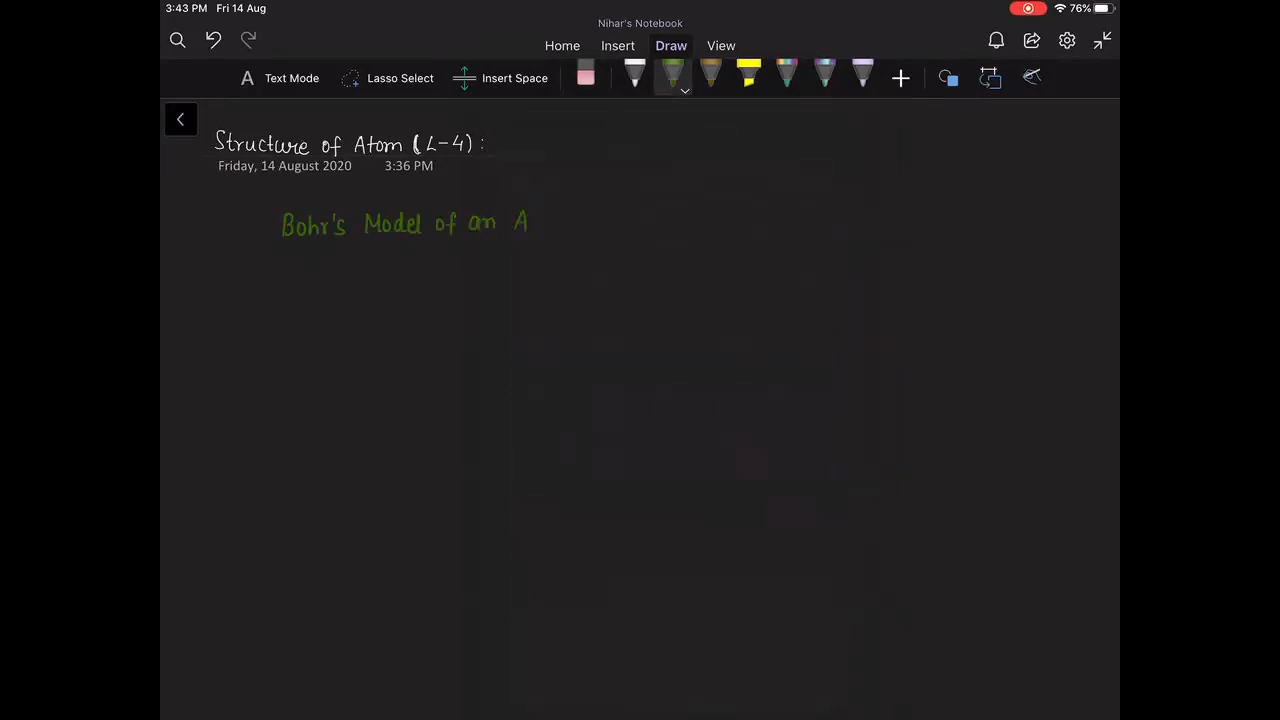 3:43 PM Fri 14 Aug 76%
Nihar's Notebook
Home Insert Draw View
A Text Mode Lasso Select Insert Space
Structure of Atom (L-4):
Friday, 14 August 2020 3:36 PM
Bohr's Model of an A